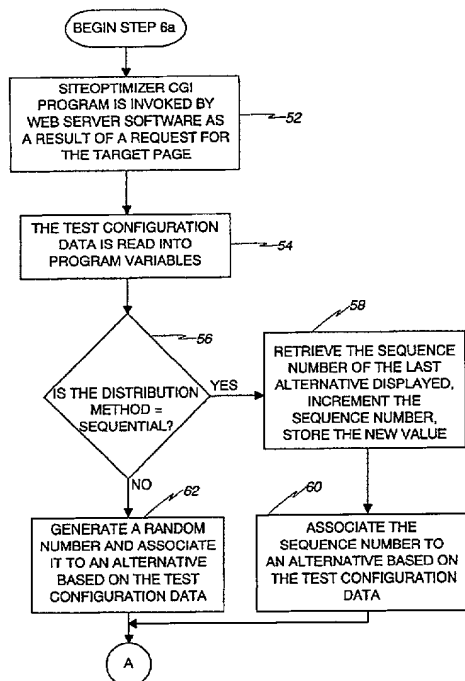 BEGIN STEP 6a
SITEOPTIMIZER CGI
PROGRAM IS INVOKED BY
WEB SERVER SOFTWARE AS
A RESULT OF A REQUEST FOR
THE TARGET PAGE
52
THE TEST CONFIGURATION
DATA IS READ INTO
PROGRAM VARIABLES
54
56
IS THE DISTRIBUTION
METHOD =
SEQUENTIAL?
YES
NO
58
RETRIEVE THE SEQUENCE
NUMBER OF THE LAST
ALTERNATIVE DISPLAYED,
INCREMENT THE
SEQUENCE NUMBER,
STORE THE NEW VALUE
62
GENERATE A RANDOM
NUMBER AND ASSOCIATE
IT TO AN ALTERNATIVE
BASED ON THE TEST
CONFIGURATION DATA
60
ASSOCIATE THE
SEQUENCE NUMBER TO
AN ALTERNATIVE BASED ON
THE TEST CONFIGURATION
DATA
A